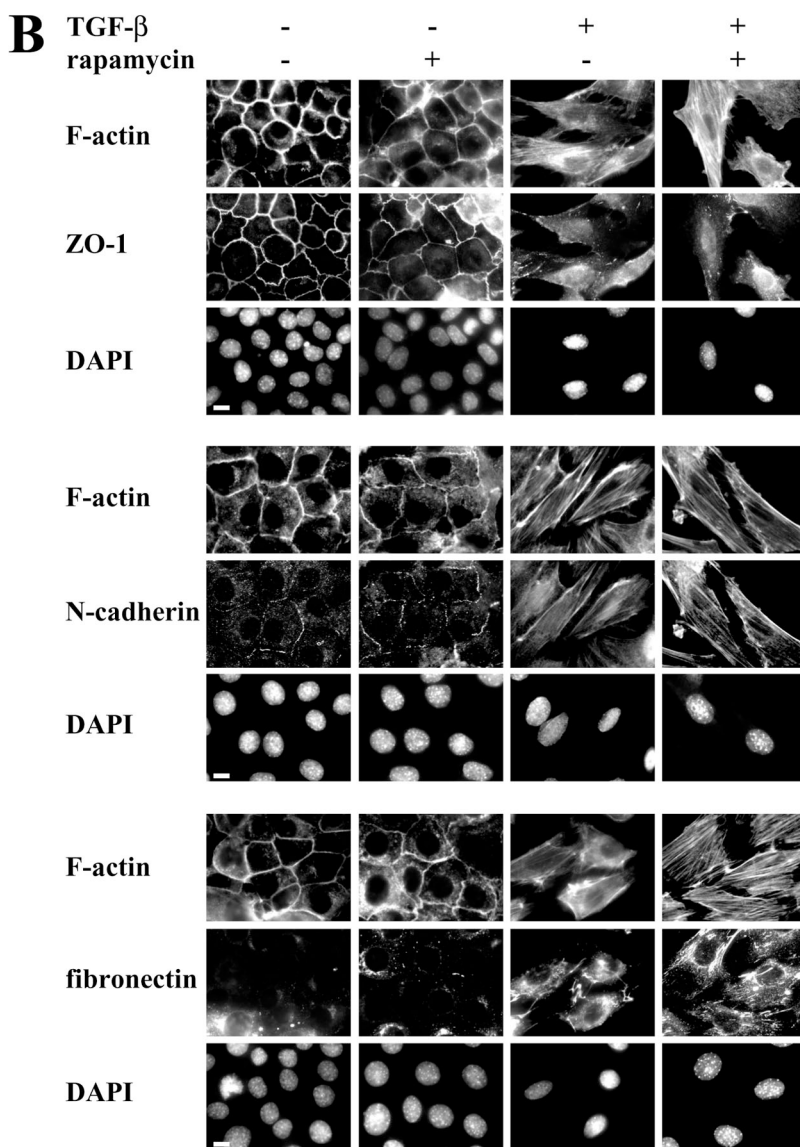 B
TGF-β - - + +
rapamycin - + - +
F-actin
ZO-1
DAPI
F-actin
N-cadherin
DAPI
F-actin
fibronectin
DAPI